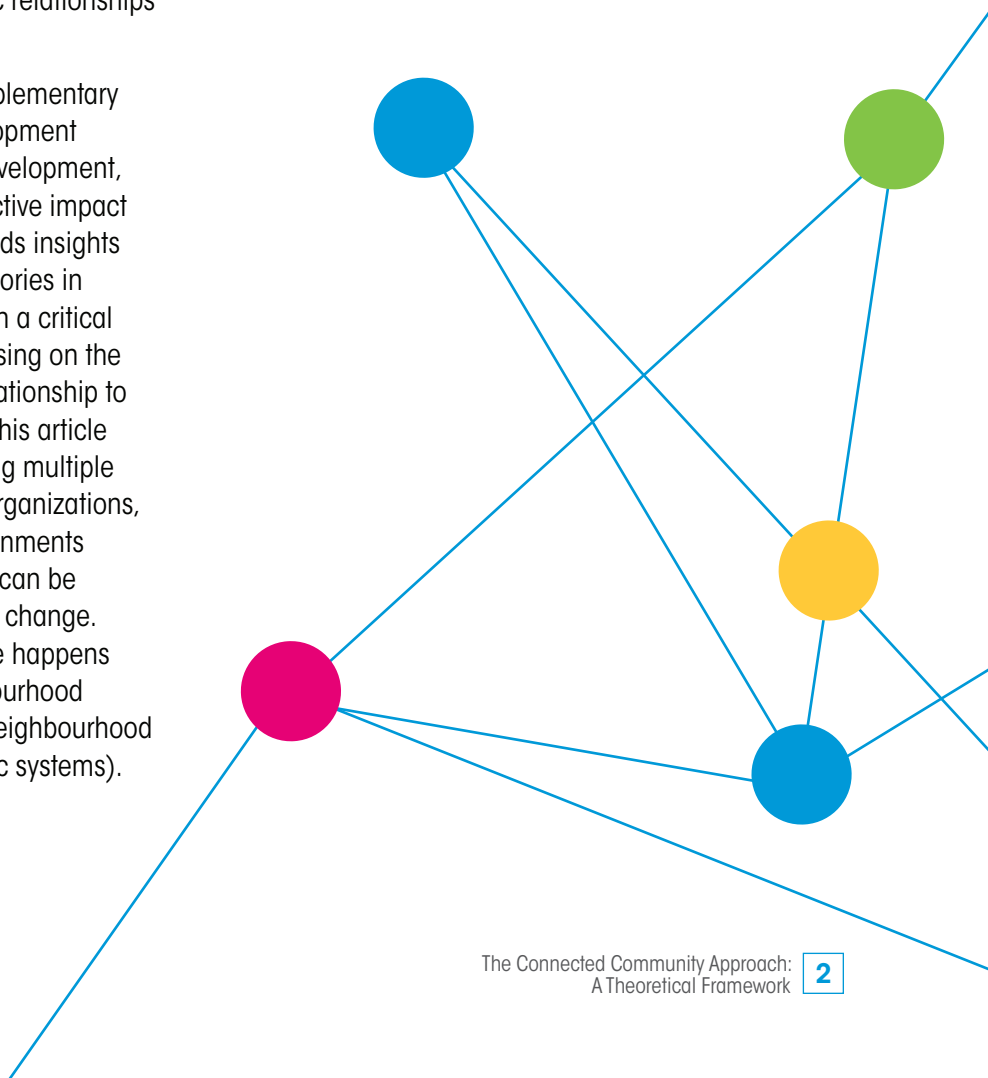 relationships
plementary
opment
velopment,
ctive impact
ds insights
ories in
n a critical
sing on the
ationship to
his article
g multiple
rganizations,
nments
can be
change.
e happens
ourhood
eighbourhood
c systems).
The Connected Community Approach:
A Theoretical Framework
2